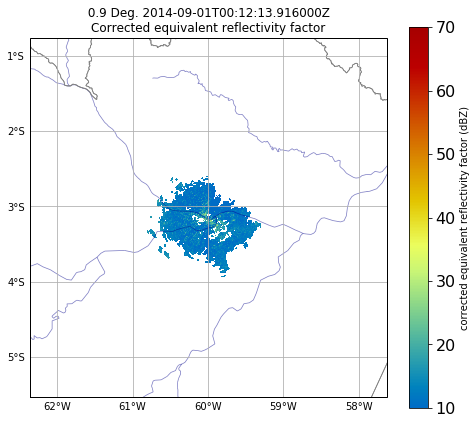 0.9 Deg. 2014-09-01T00:12:13.916000Z
Corrected equivalent reflectivity factor
1°S
2°S
3°S
4°S
5°S
62°W
61°W
60°W
59°W
58°W
70
60
50
40
30
20
10
corrected equivalent reflectivity factor (dBZ)